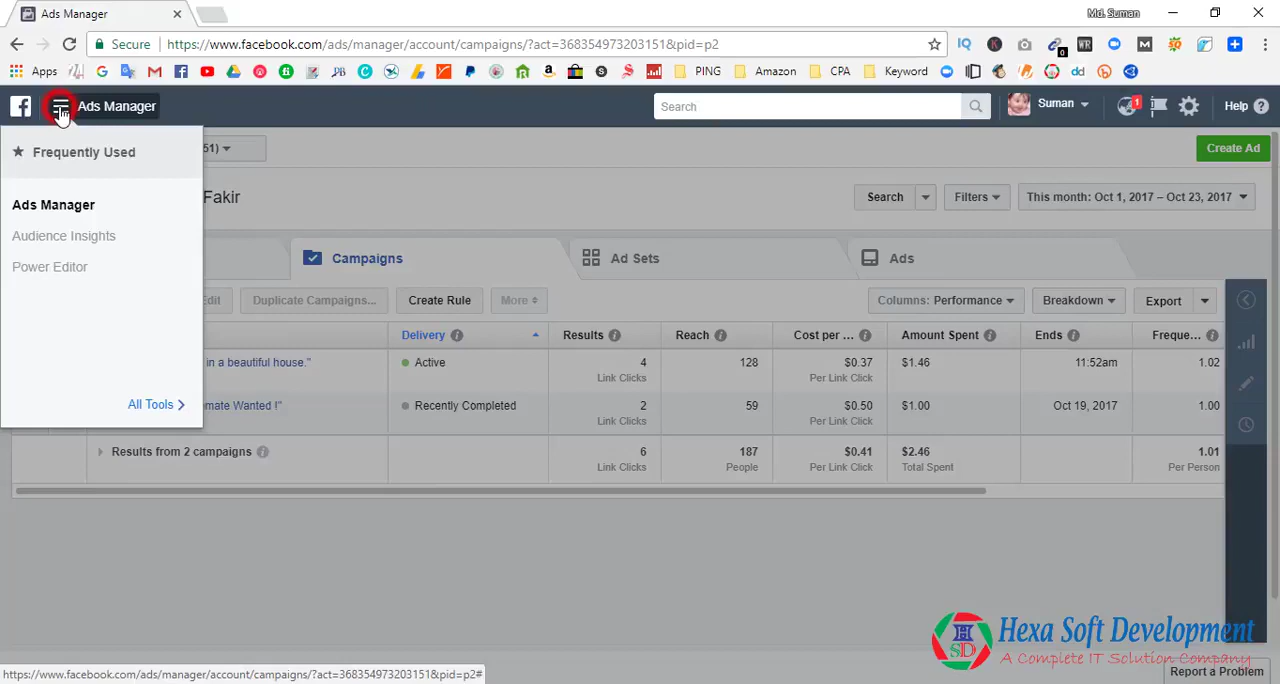 Ads Manager
Md. Suman
Secure
https://www.facebook.com/ads/manager/account/campaigns/?act=368354973203151&pid=p2
Apps
PING
Amazon
CPA
Keyword
Ads Manager
Search
Suman
1
Help
Frequently Used
Ads Manager
Audience Insights
Power Editor
All Tools
51)
Create Ad
Fakir
Search
Filters
This month: Oct 1, 2017 – Oct 23, 2017
Campaigns
Ad Sets
Ads
Edit
Duplicate Campaigns...
Create Rule
More
Columns: Performance
Breakdown
Export
Delivery
Results
Reach
Cost per ...
Amount Spent
Ends
Freque...
in a beautiful house."
Active
4
Link Clicks
128
$0.37
Per Link Click
$1.46
11:52am
1.02
mate Wanted !"
Recently Completed
2
Link Clicks
59
$0.50
Per Link Click
$1.00
Oct 19, 2017
1.00
Results from 2 campaigns
6
Link Clicks
187
People
$0.41
Per Link Click
$2.46
Total Spent
1.01
Per Person
Hexa Soft Development
A Complete IT Solution Company
https://www.facebook.com/ads/manager/account/campaigns/?act=368354973203151&pid=p2#
Report a Problem